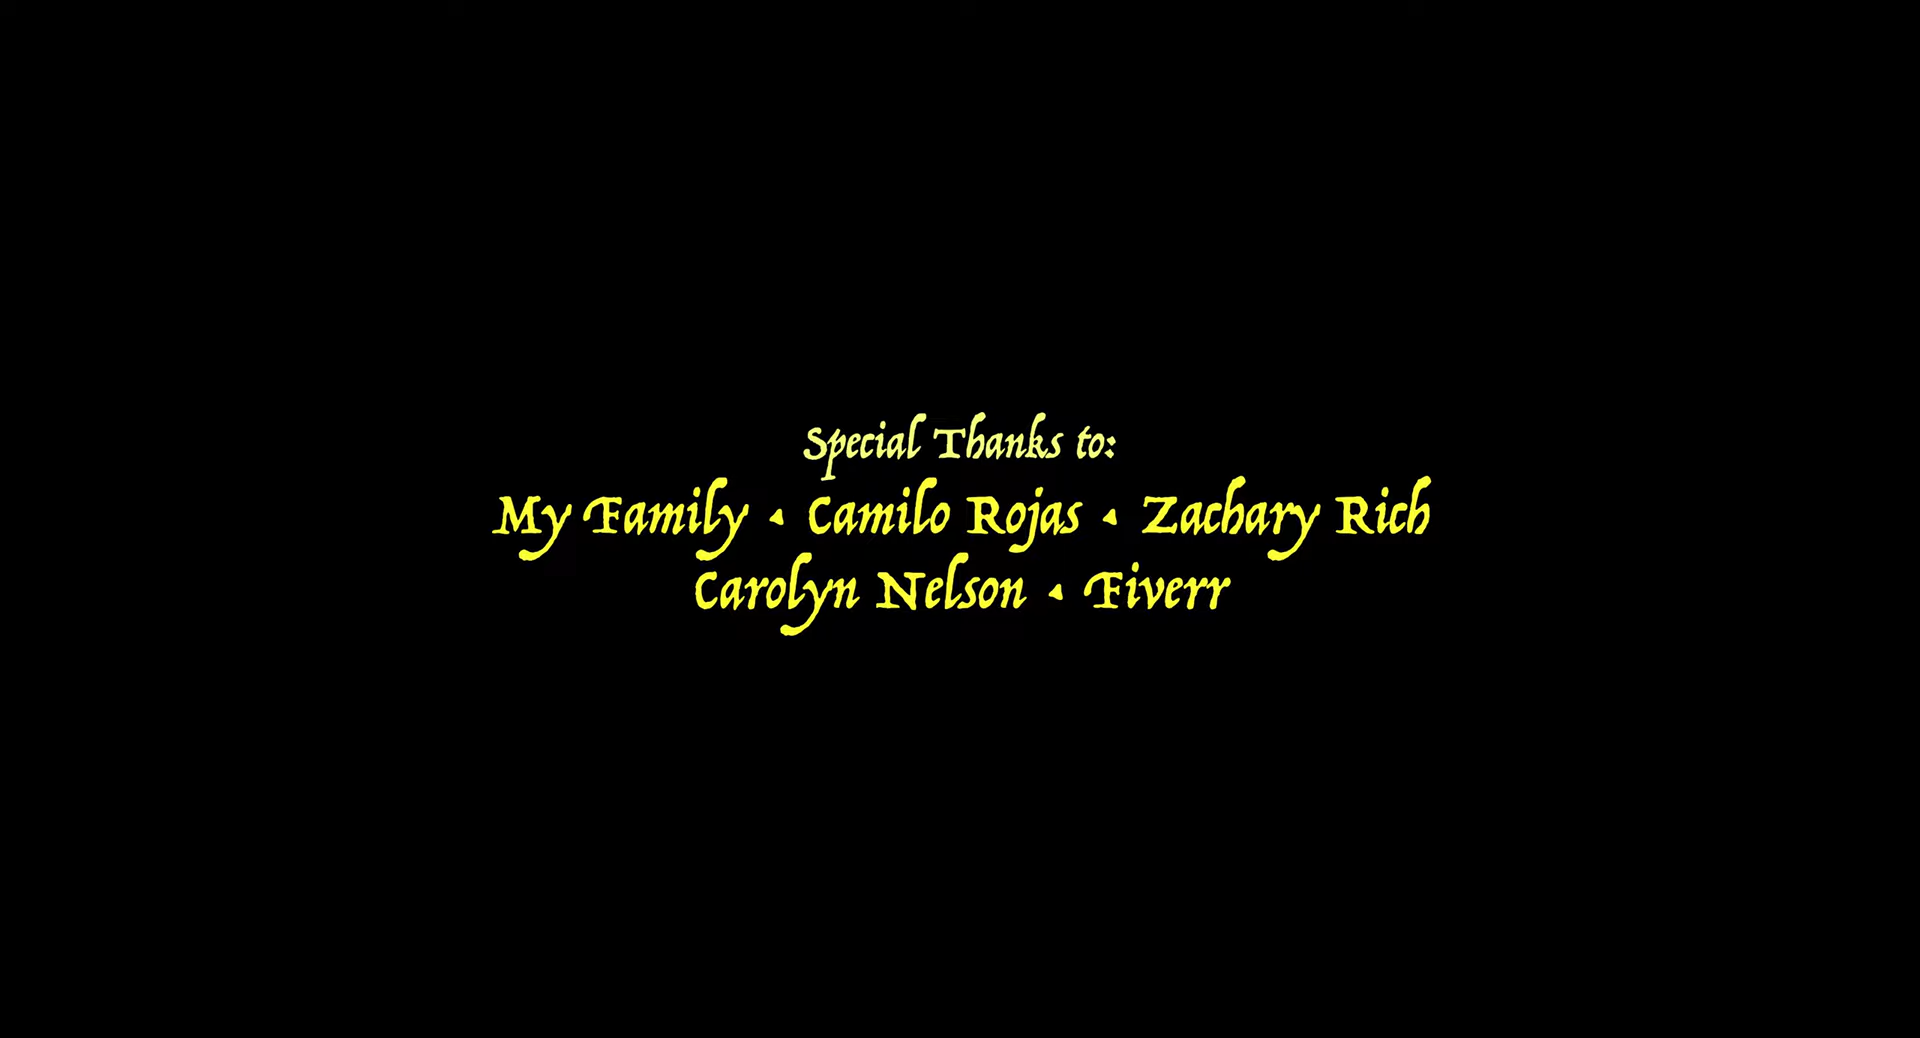 Special Thanks to:
My Family • Camilo Rojas • Zachary Rich
Carolyn Nelson • Fiverr